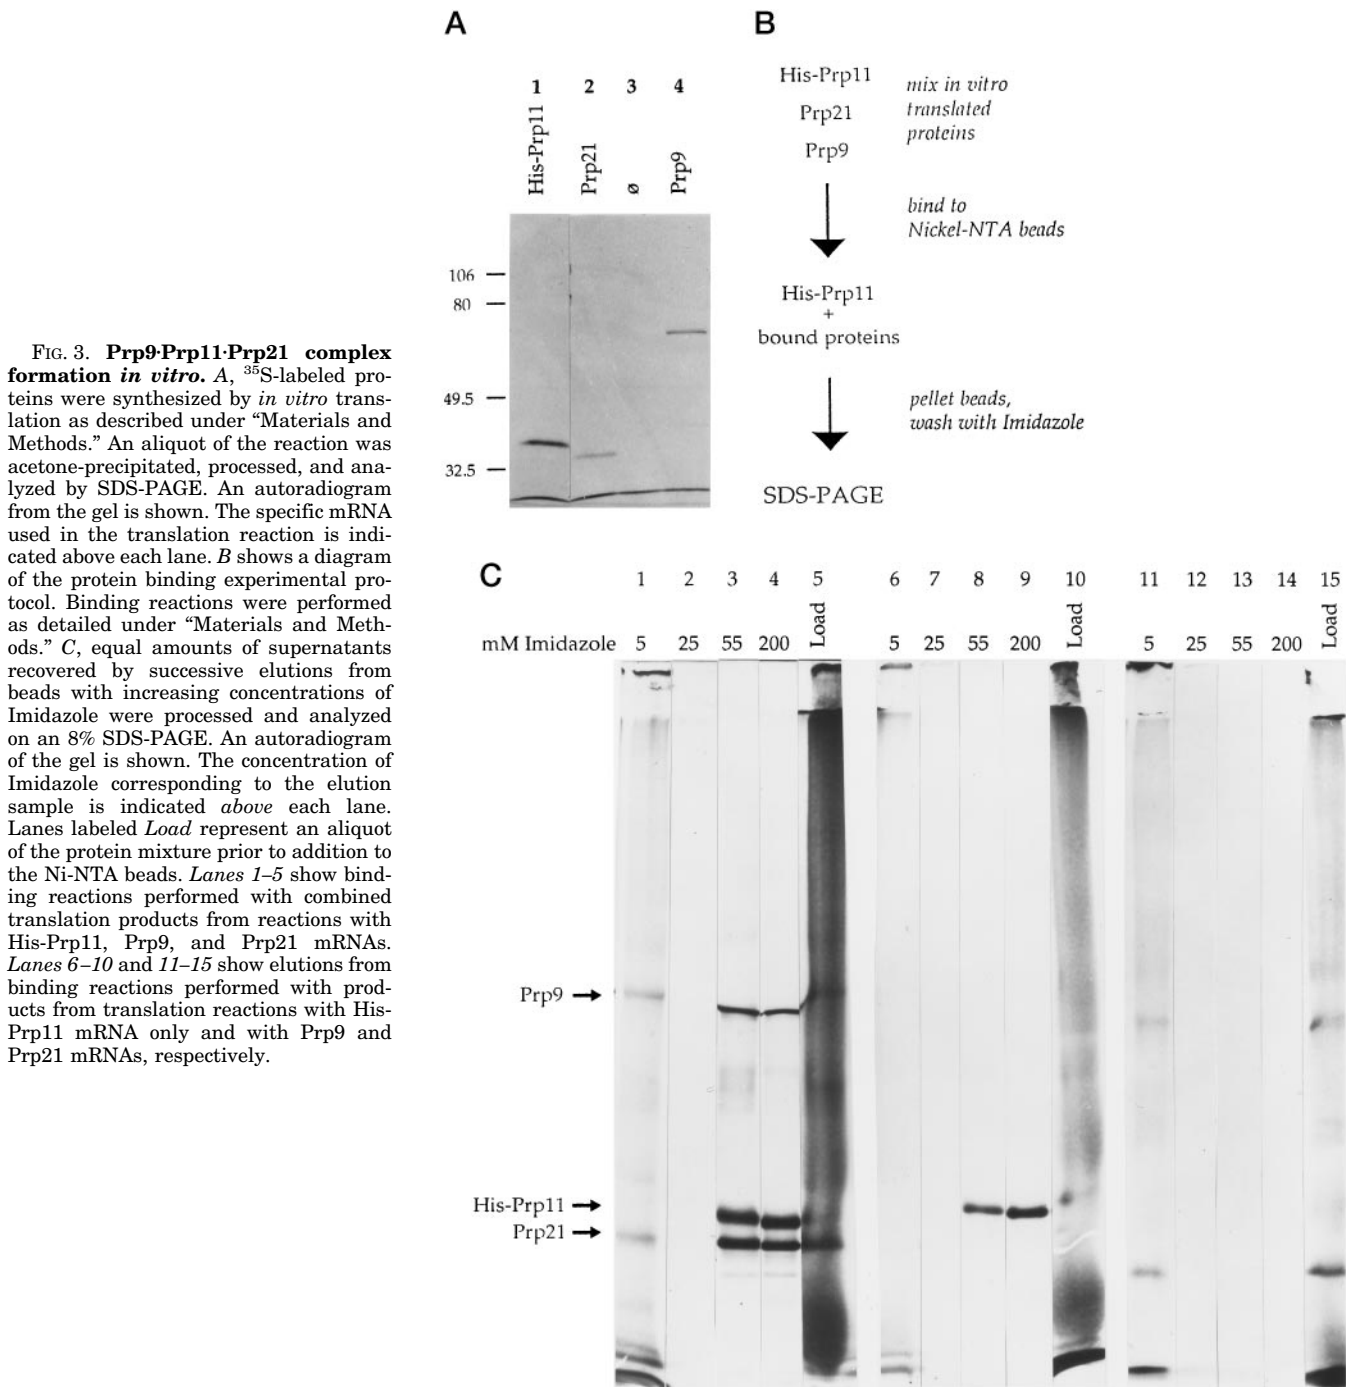 FIG. 3. Prp9·Prp11·Prp21 complex
formation in vitro. A, 35S-labeled pro-
teins were synthesized by in vitro trans-
lation as described under “Materials and
Methods.” An aliquot of the reaction was
acetone-precipitated, processed, and ana-
lyzed by SDS-PAGE. An autoradiogram
from the gel is shown. The specific mRNA
used in the translation reaction is indi-
cated above each lane. B shows a diagram
of the protein binding experimental pro-
tocol. Binding reactions were performed
as detailed under “Materials and Meth-
ods.” C, equal amounts of supernatants
recovered by successive elutions from
beads with increasing concentrations of
Imidazole were processed and analyzed
on an 8% SDS-PAGE. An autoradiogram
of the gel is shown. The concentration of
Imidazole corresponding to the elution
sample is indicated above each lane.
Lanes labeled Load represent an aliquot
of the protein mixture prior to addition to
the Ni-NTA beads. Lanes 1–5 show bind-
ing reactions performed with combined
translation products from reactions with
His-Prp11, Prp9, and Prp21 mRNAs.
Lanes 6–10 and 11–15 show elutions from
binding reactions performed with prod-
ucts from translation reactions with His-
Prp11 mRNA only and with Prp9 and
Prp21 mRNAs, respectively.
A
1 2 3 4
His-Prp11
Prp21
ø
Prp9
106
80
49.5
32.5
B
His-Prp11
Prp21
Prp9
mix in vitro
translated
proteins
bind to
Nickel-NTA beads
His-Prp11
+
bound proteins
pellet beads,
wash with Imidazole
SDS-PAGE
C
1 2 3 4 5 6 7 8 9 10 11 12 13 14 15
mM Imidazole 5 25 55 200 Load 5 25 55 200 Load 5 25 55 200 Load
Prp9
His-Prp11
Prp21